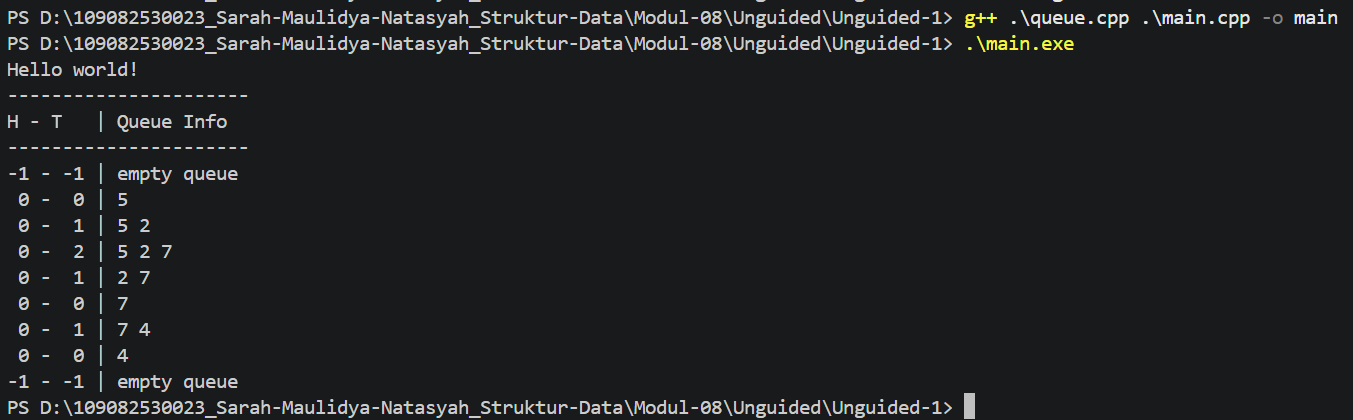 PS D:\109082530023_Sarah-Maulidya-Natasyah_Struktur-Data\Modul-08\Unguided\Unguided-1> g++ .\queue.cpp .\main.cpp -o main
PS D:\109082530023_Sarah-Maulidya-Natasyah_Struktur-Data\Modul-08\Unguided\Unguided-1> .\main.exe
Hello world!
----------------------
H - T   | Queue Info
----------------------
-1 - -1 | empty queue
 0 -  0 | 5
 0 -  1 | 5 2
 0 -  2 | 5 2 7
 0 -  1 | 2 7
 0 -  0 | 7
 0 -  1 | 7 4
 0 -  0 | 4
-1 - -1 | empty queue
PS D:\109082530023_Sarah-Maulidya-Natasyah_Struktur-Data\Modul-08\Unguided\Unguided-1>